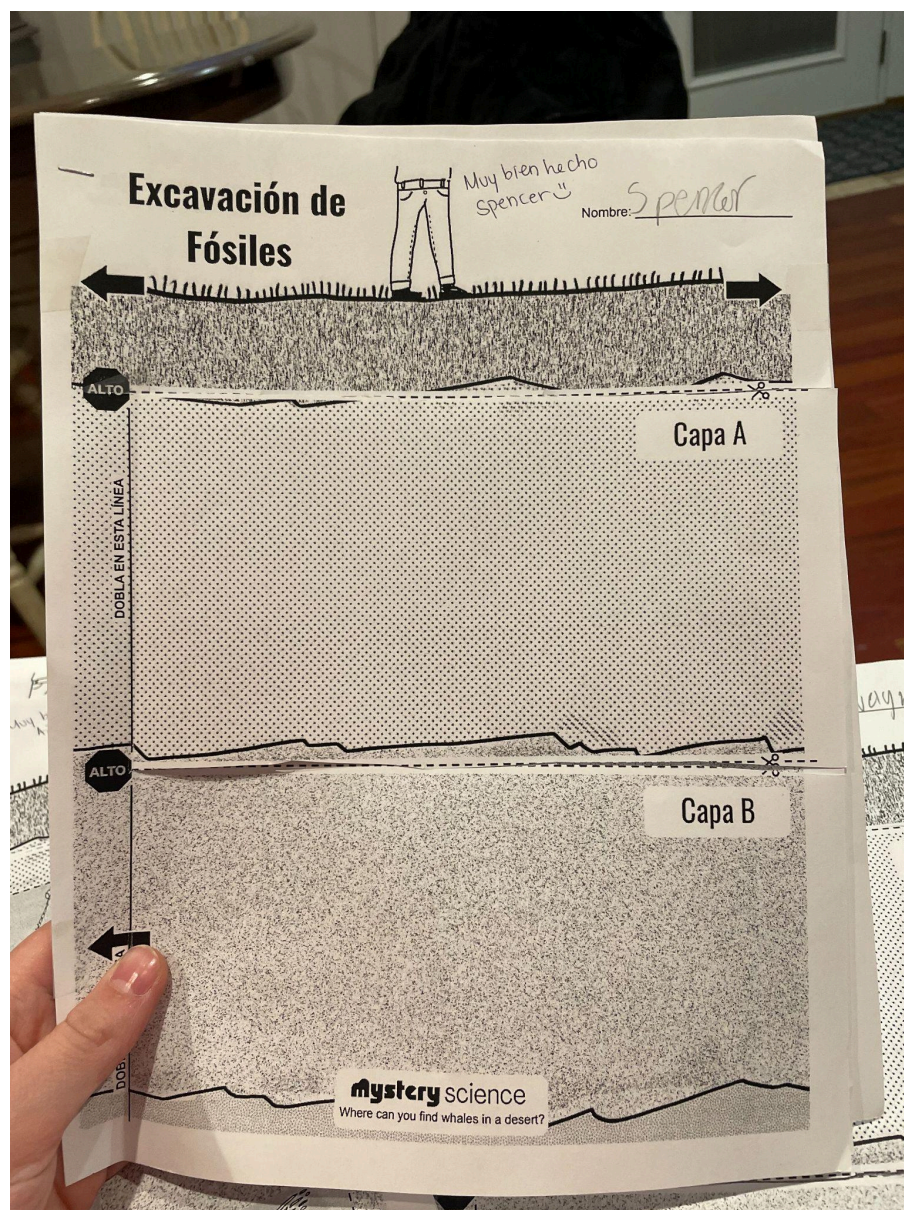 Excavación de
Fósiles
Muy bien hecho
spencer
Nombre: Spencer
ALTO
Capa A
DOBLA EN ESTA LÍNEA
ALTO
Capa B
Mystery science
Where can you find whales in a desert?